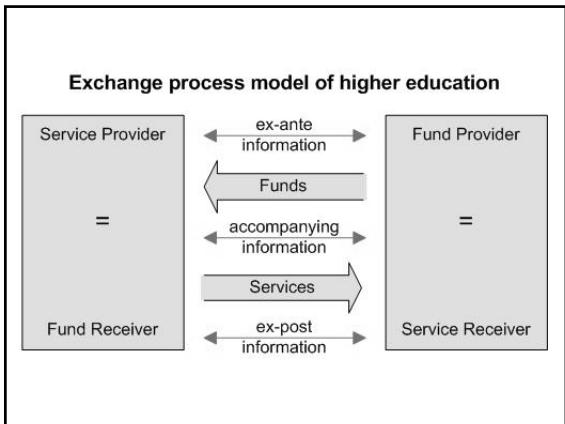 Exchange process model of higher education
Service Provider
=
Fund Receiver
ex-ante
information
Funds
accompanying
information
Services
ex-post
information
Fund Provider
=
Service Receiver